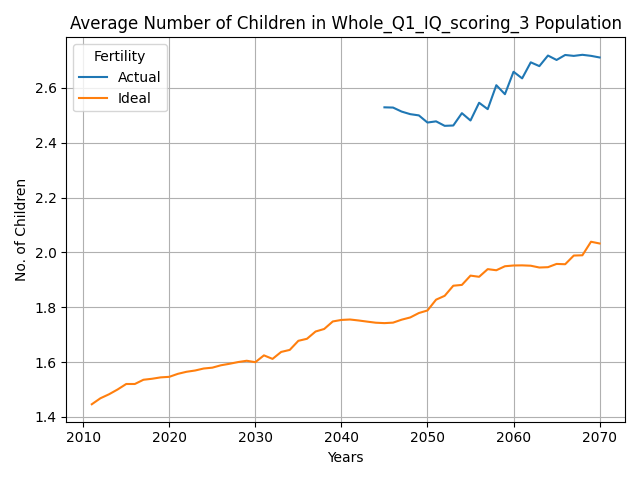 Average Number of Children in Whole_Q1_IQ_scoring_3 Population
Fertility
Actual
Ideal
No. of Children
2.6
2.4
2.2
2.0
1.8
1.6
1.4
2010 2020 2030 2040 2050 2060 2070
Years